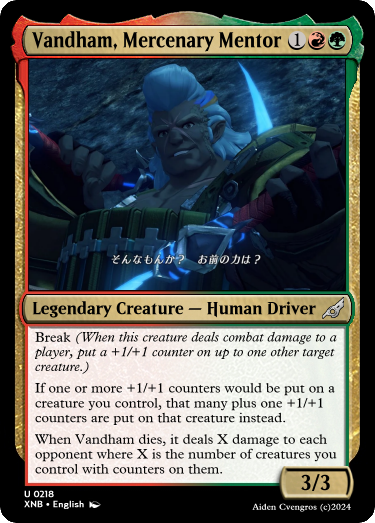 Vandham, Mercenary Mentor 1
そんなもんか？ お前の力は？
Legendary Creature — Human Driver
Break (When this creature deals combat damage to a
player, put a +1/+1 counter on up to one other target
creature.)
If one or more +1/+1 counters would be put on a
creature you control, that many plus one +1/+1
counters are put on that creature instead.
When Vandham dies, it deals X damage to each
opponent where X is the number of creatures you
control with counters on them.
3/3
U 0218
XNB • English
Aiden Cvengros (c)2024